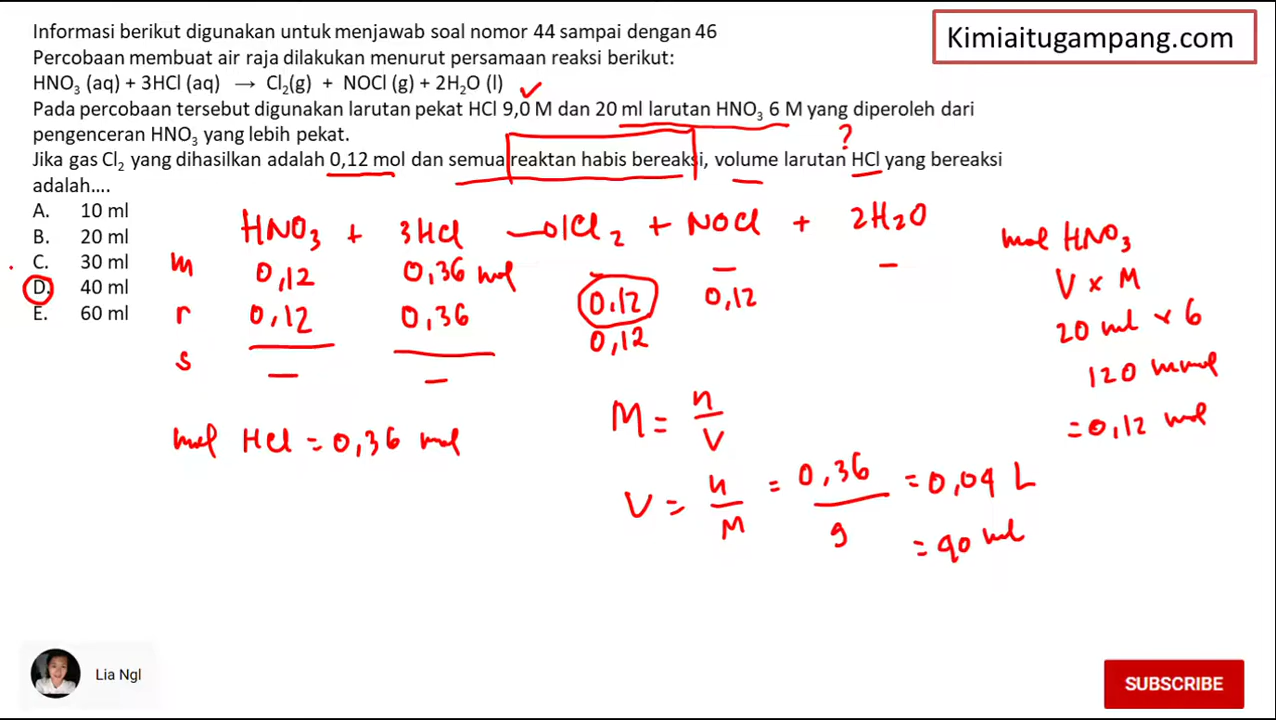 Informasi berikut digunakan untuk menjawab soal nomor 44 sampai dengan 46
Kimiaitugampang.com
Percobaan membuat air raja dilakukan menurut persamaan reaksi berikut:
HNO₃ (aq) + 3HCl (aq) → Cl₂(g) + NOCl (g) + 2H₂O (l)
Pada percobaan tersebut digunakan larutan pekat HCl 9,0 M dan 20 ml larutan HNO₃ 6 M yang diperoleh dari
pengenceran HNO₃ yang lebih pekat.
?
Jika gas Cl₂ yang dihasilkan adalah 0,12 mol dan semua reaktan habis bereaksi, volume larutan HCl yang bereaksi
adalah....
A. 10 ml
B. 20 ml
C. 30 ml
D. 40 ml
E. 60 ml
HNO₃ + 3HCl → Cl₂ + NOCl + 2H₂O
m 0,12 0,36 mol - - -
r 0,12 0,36 0,12 0,12
s - - 0,12
mol HCl = 0,36 mol
M = n/V
V = n/M = 0,36/9 = 0,04 L
= 40 ml
mol HNO₃
V × M
20 ml × 6
120 mmol
= 0,12 mol
Lia Ngl
SUBSCRIBE